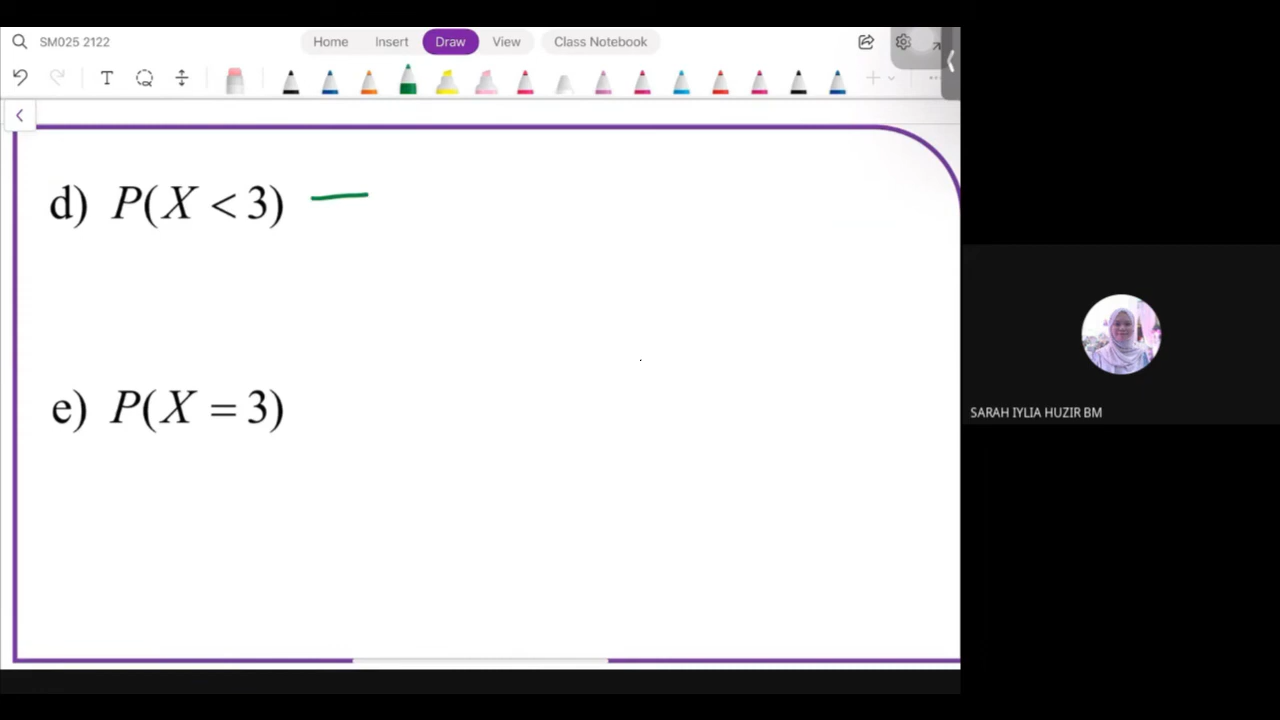 SM025 2122
Home Insert Draw View Class Notebook
T
d) P(X < 3)
e) P(X = 3)
SARAH IYLIA HUZIR BM